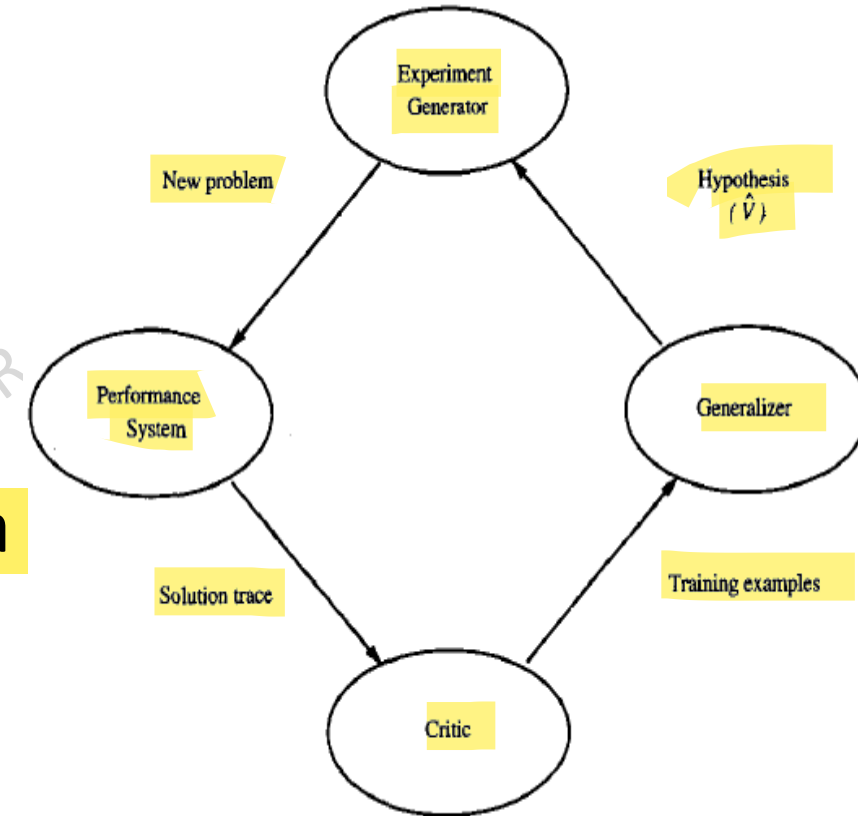 Experiment
Generator
New problem
Hypothesis
( V̂ )
R
Performance
System
Generalizer
n
Solution trace
Training examples
Critic